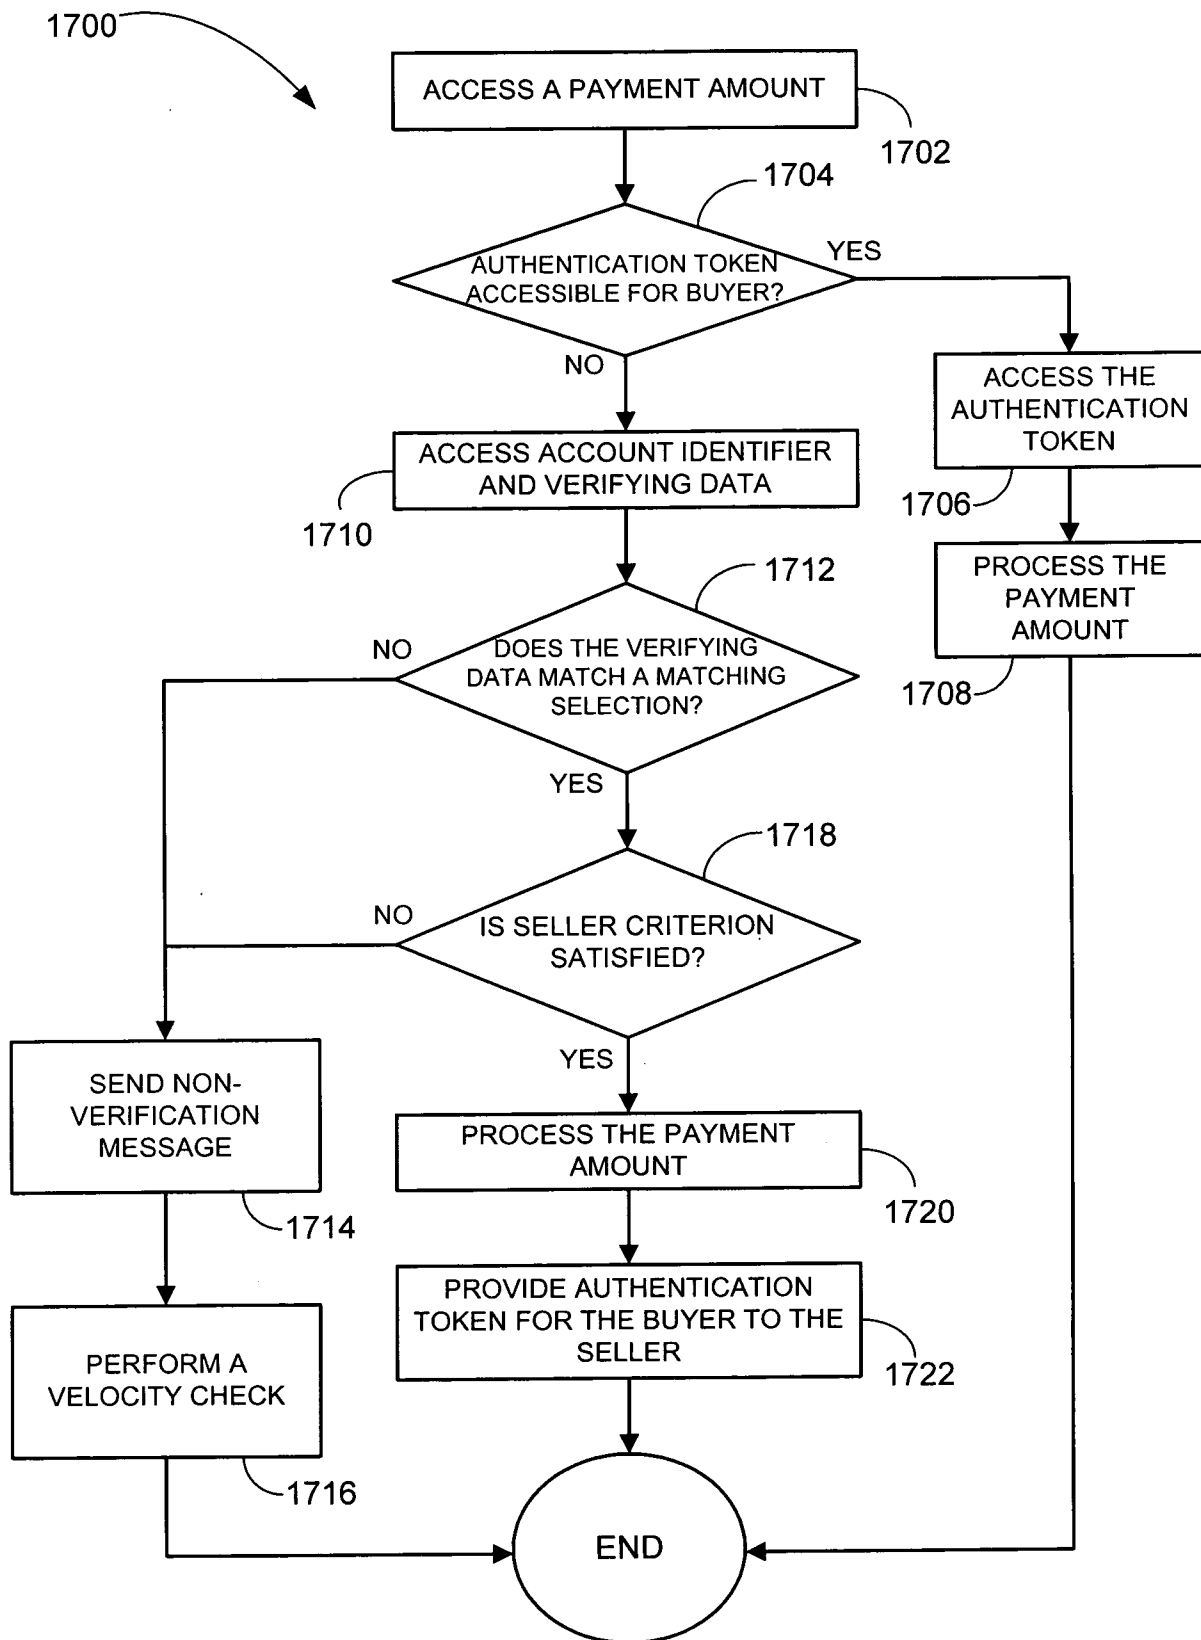 1700
ACCESS A PAYMENT AMOUNT
1702
1704
AUTHENTICATION TOKEN
ACCESSIBLE FOR BUYER?
YES
NO
ACCESS THE
AUTHENTICATION
TOKEN
1706
ACCESS ACCOUNT IDENTIFIER
AND VERIFYING DATA
1710
PROCESS THE
PAYMENT
AMOUNT
1708
1712
NO
DOES THE VERIFYING
DATA MATCH A MATCHING
SELECTION?
YES
1718
NO
IS SELLER CRITERION
SATISFIED?
YES
SEND NON-
VERIFICATION
MESSAGE
1714
PROCESS THE PAYMENT
AMOUNT
1720
PROVIDE AUTHENTICATION
TOKEN FOR THE BUYER TO THE
SELLER
1722
PERFORM A
VELOCITY CHECK
1716
END